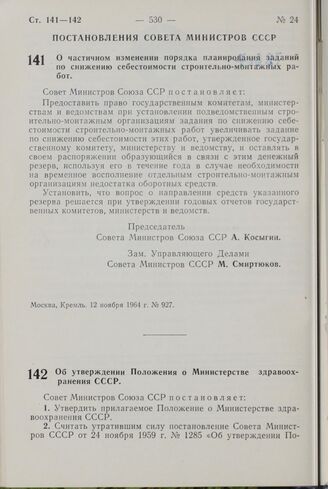 Ст. 141—142 — 530 — № 24
ПОСТАНОВЛЕНИЯ СОВЕТА МИНИСТРОВ СССР
141 О частичном изменении порядка планирования заданий
по снижению себестоимости строительно-монтажных ра-
бот.
Совет Министров Союза ССР постановляет:
Предоставить право государственным комитетам, министер-
ствам и ведомствам при установлении подведомственным строи-
тельно-монтажным организациям задания по снижению себе-
стоимости строительно-монтажных работ увеличивать задание
по снижению себестоимости этих работ, утвержденное государ-
ственному комитету, министерству и ведомству, и оставлять в
своем распоряжении образующийся в связи с этим денежный
резерв, используя его в течение года в случае необходимости
на временное восполнение отдельным строительно-монтажным
организациям недостатка оборотных средств.
Установить, что вопрос о направлении средств указанного
резерва решается при утверждении годовых отчетов государст-
венных комитетов, министерств и ведомств.
Председатель
Совета Министров Союза ССР А. Косыгин.
Зам. Управляющего Делами
Совета Министров СССР М. Смиртюков.
Москва, Кремль. 12 ноября 1964 г. № 927.
142 Об утверждении Положения о Министерстве здравоох-
ранения СССР.
Совет Министров Союза ССР постановляет:
1. Утвердить прилагаемое Положение о Министерстве здра-
воохранения СССР.
2. Считать утратившим силу постановление Совета Минист-
ров СССР от 24 ноября 1959 г. № 1285 «Об утверждении По-